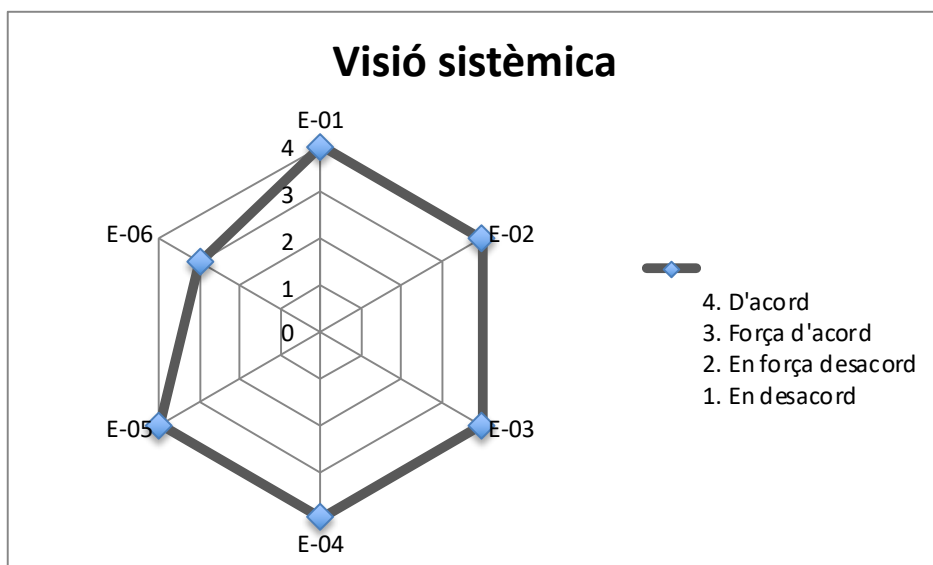 Visió sistèmica
E-01
4
3
2
1
0
E-02
E-03
E-04
E-05
E-06
4. D'acord
3. Força d'acord
2. En força desacord
1. En desacord